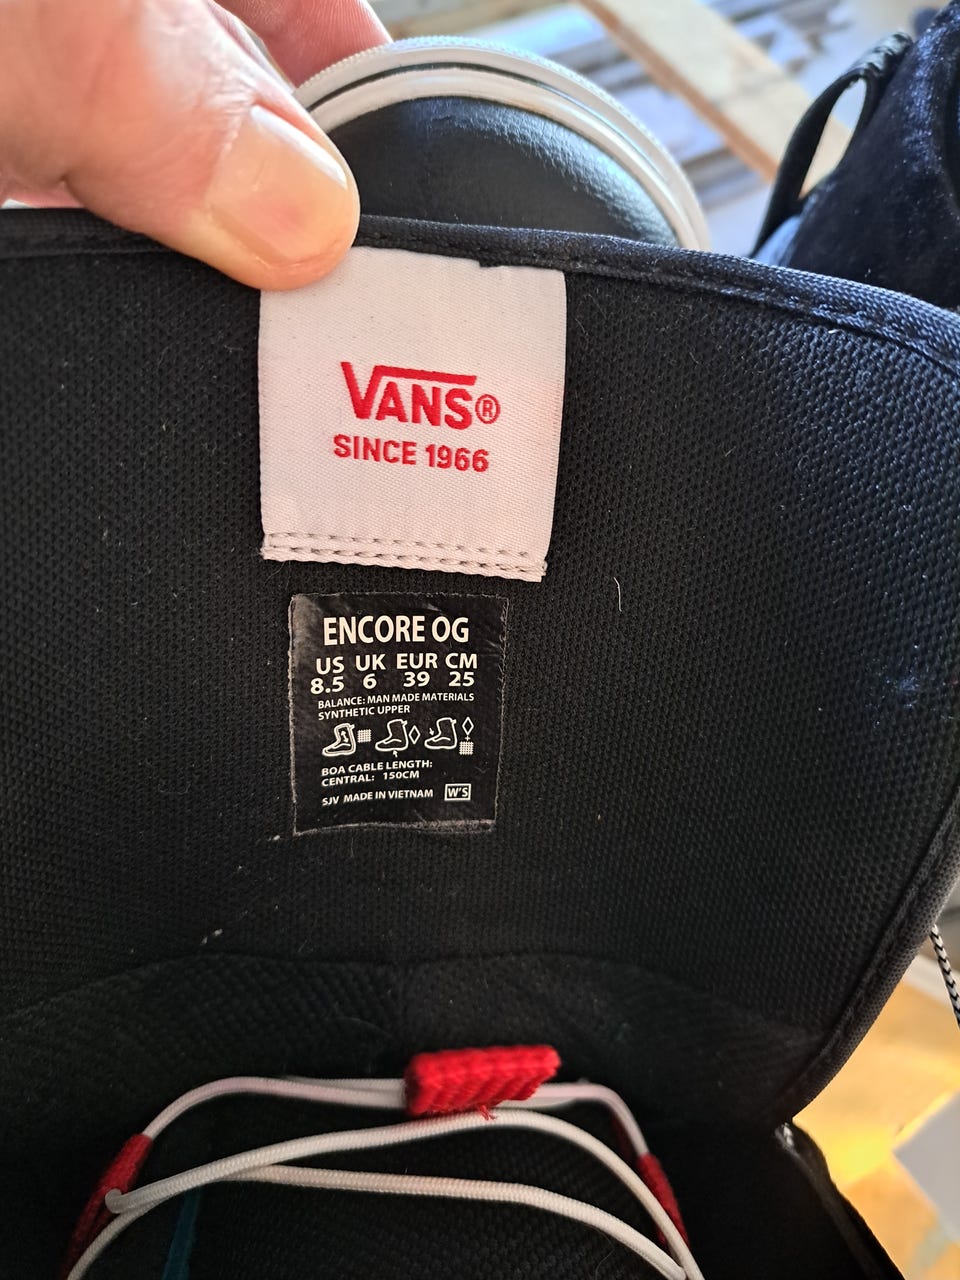 VANS®
SINCE 1966
ENCORE OG
US UK EUR CM
8.5 6 39 25
BALANCE: MAN MADE MATERIALS
SYNTHETIC UPPER
BOA CABLE LENGTH:
CENTRAL: 150CM
SJV MADE IN VIETNAM W'S